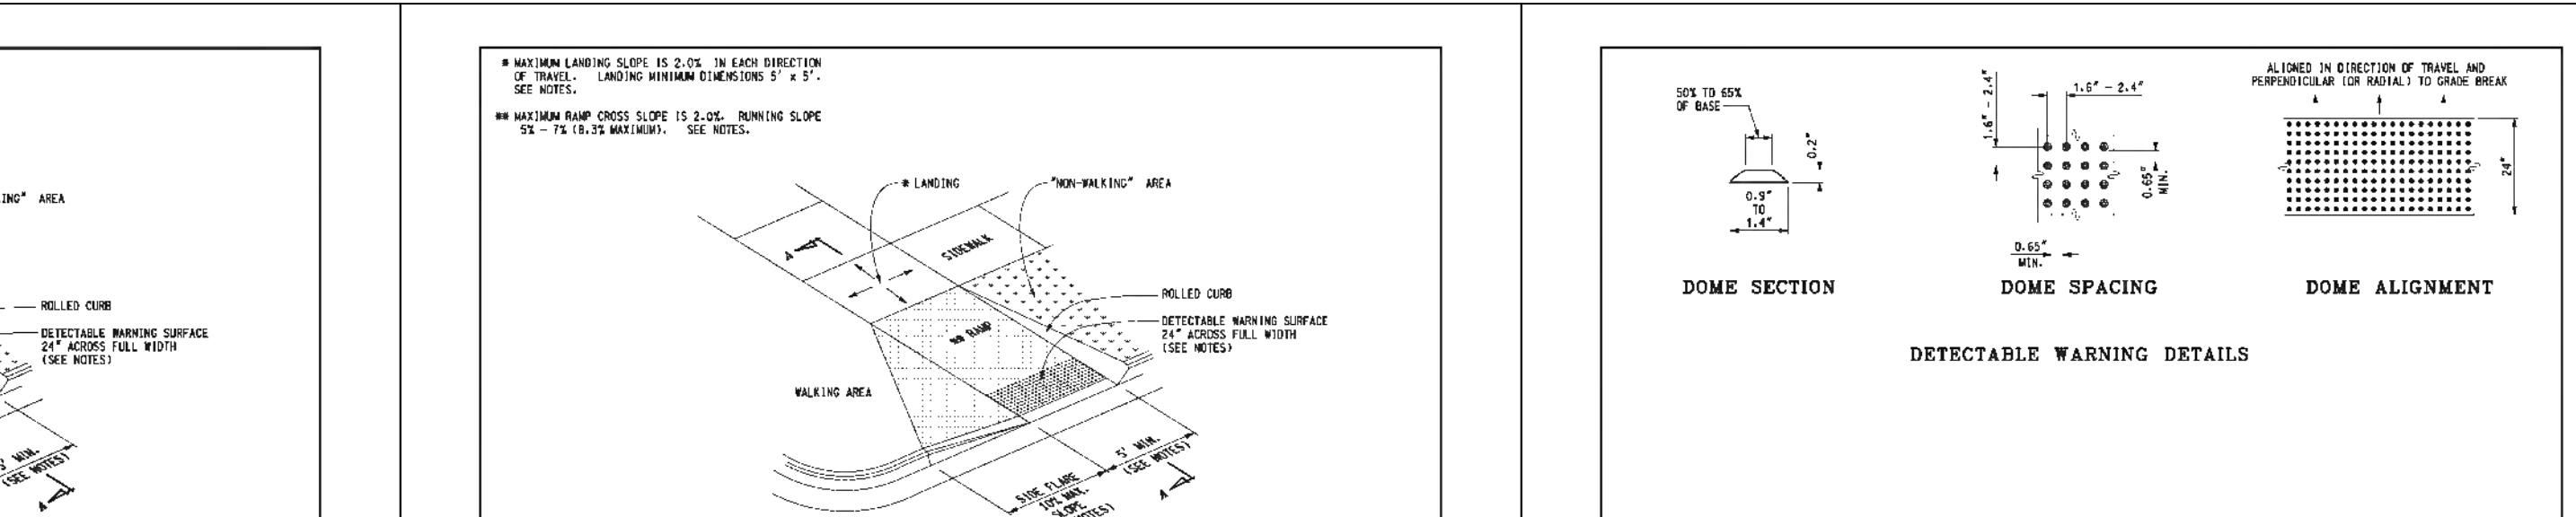 ING" AREA
ROLLED CURB
DETECTABLE WARNING SURFACE
24" ACROSS FULL WIDTH
(SEE NOTES)
5' MIN.
(SEE NOTES)
A
* MAXIMUM LANDING SLOPE IS 2.0% IN EACH DIRECTION
OF TRAVEL. LANDING MINIMUM DIMENSIONS 5' x 5'.
SEE NOTES.
** MAXIMUM RAMP CROSS SLOPE IS 2.0%. RUNNING SLOPE
5% - 7% (8.3% MAXIMUM). SEE NOTES.
* LANDING
"NON-WALKING" AREA
A
SIDEWALK
ROLLED CURB
** RAMP
DETECTABLE WARNING SURFACE
24" ACROSS FULL WIDTH
(SEE NOTES)
WALKING AREA
5' MIN.
(SEE NOTES)
A
SIDE FLARE
10% MAX.
SLOPE
NOTES)
50% TO 65%
OF BASE
0.2"
0.9"
TO
1.4"
DOME SECTION
1.6" - 2.4"
1.6" - 2.4"
0.65"
MIN.
0.65"
MIN.
DOME SPACING
ALIGNED IN DIRECTION OF TRAVEL AND
PERPENDICULAR (OR RADIAL) TO GRADE BREAK
24"
DOME ALIGNMENT
DETECTABLE WARNING DETAILS